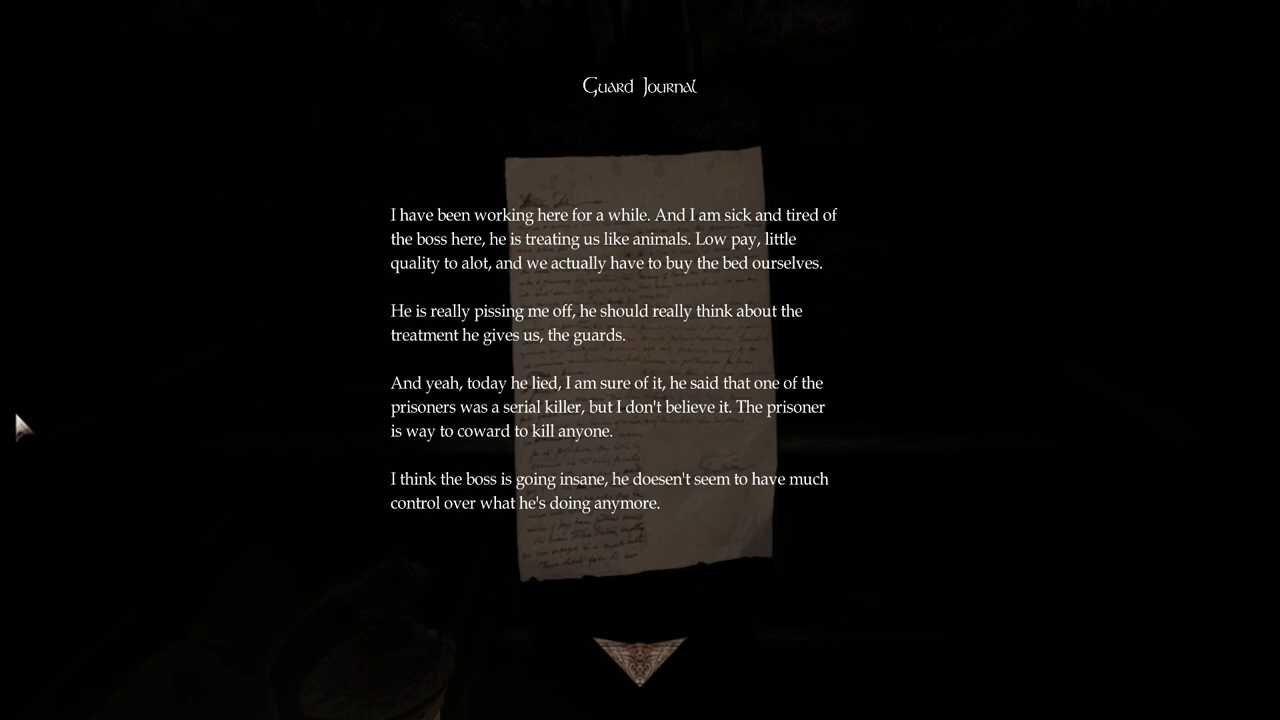 Guard Journal
I have been working here for a while. And I am sick and tired of
the boss here, he is treating us like animals. Low pay, little
quality to alot, and we actually have to buy the bed ourselves.
He is really pissing me off, he should really think about the
treatment he gives us, the guards.
And yeah, today he lied, I am sure of it, he said that one of the
prisoners was a serial killer, but I don't believe it. The prisoner
is way to coward to kill anyone.
I think the boss is going insane, he doesen't seem to have much
control over what he's doing anymore.